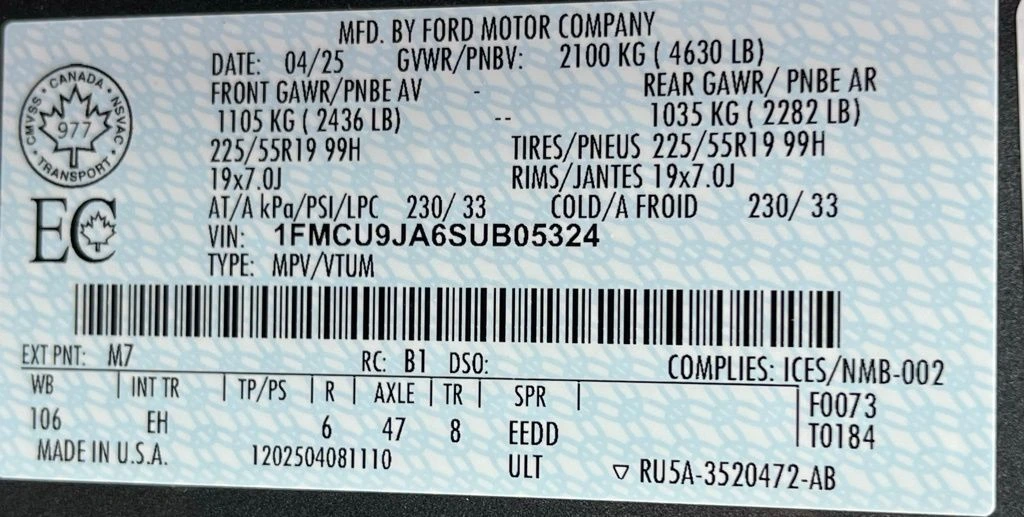 MFD. BY FORD MOTOR COMPANY
DATE: 04/25 GVWR/PNBV: 2100 KG ( 4630 LB)
FRONT GAWR/PNBE AV - REAR GAWR/ PNBE AR
1105 KG ( 2436 LB) -- 1035 KG ( 2282 LB)
225/55R19 99H TIRES/PNEUS 225/55R19 99H
19x7.0J RIMS/JANTES 19x7.0J
AT/A kPa/PSI/LPC 230/ 33 COLD/A FROID 230/ 33
VIN: 1FMCU9JA6SUB05324
TYPE: MPV/VTUM
CANADA
CMVSS NSVAC
977
TRANSPORT
EC
EXT PNT: M7 RC: B1 DSO: COMPLIES: ICES/NMB-002
WB | INT TR | TP/PS | R | AXLE | TR | SPR | F0073
106 EH 6 47 8 EEDD T0184
MADE IN U.S.A. 1202504081110 ULT ▽ RU5A-3520472-AB